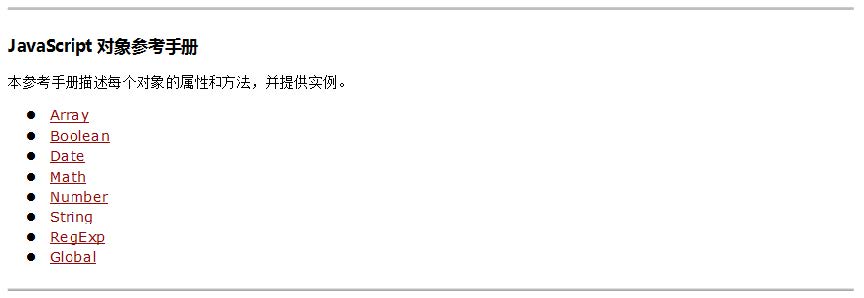 JavaScript 对象参考手册
本参考手册描述每个对象的属性和方法，并提供实例。
Array
Boolean
Date
Math
Number
String
RegExp
Global